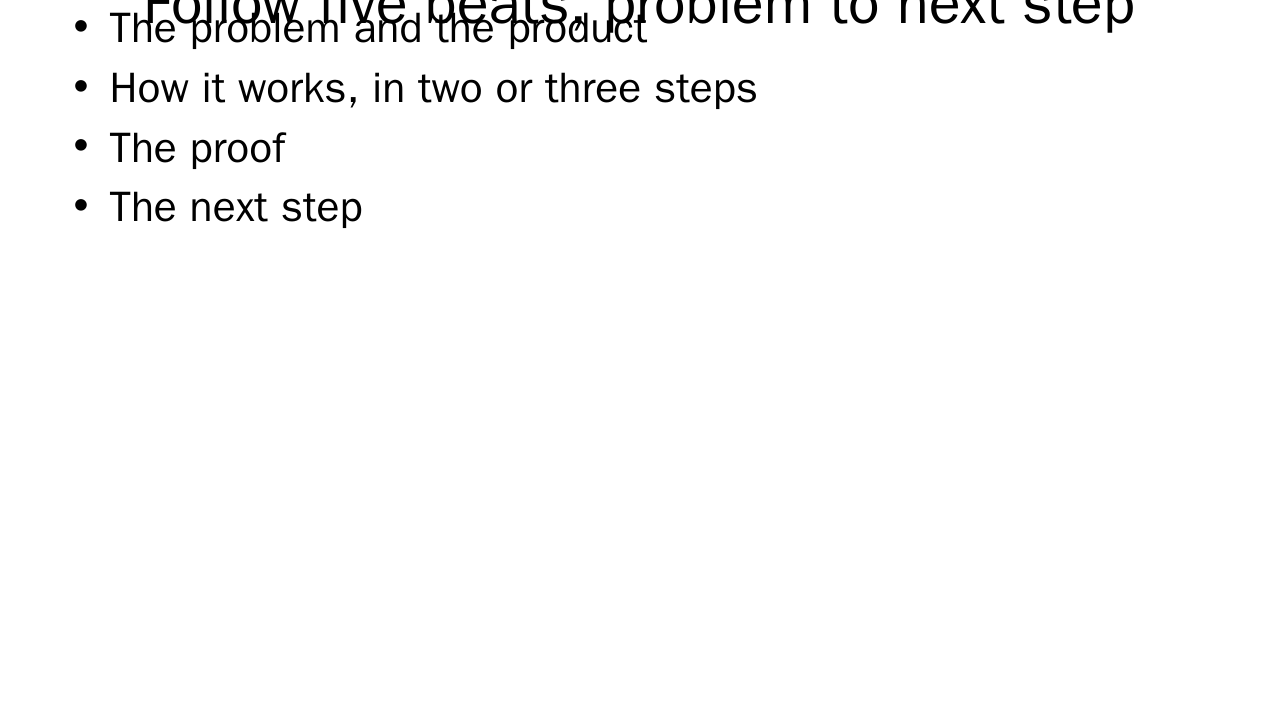 Follow five beats, problem to next step
• The problem and the product
• How it works, in two or three steps
• The proof
• The next step